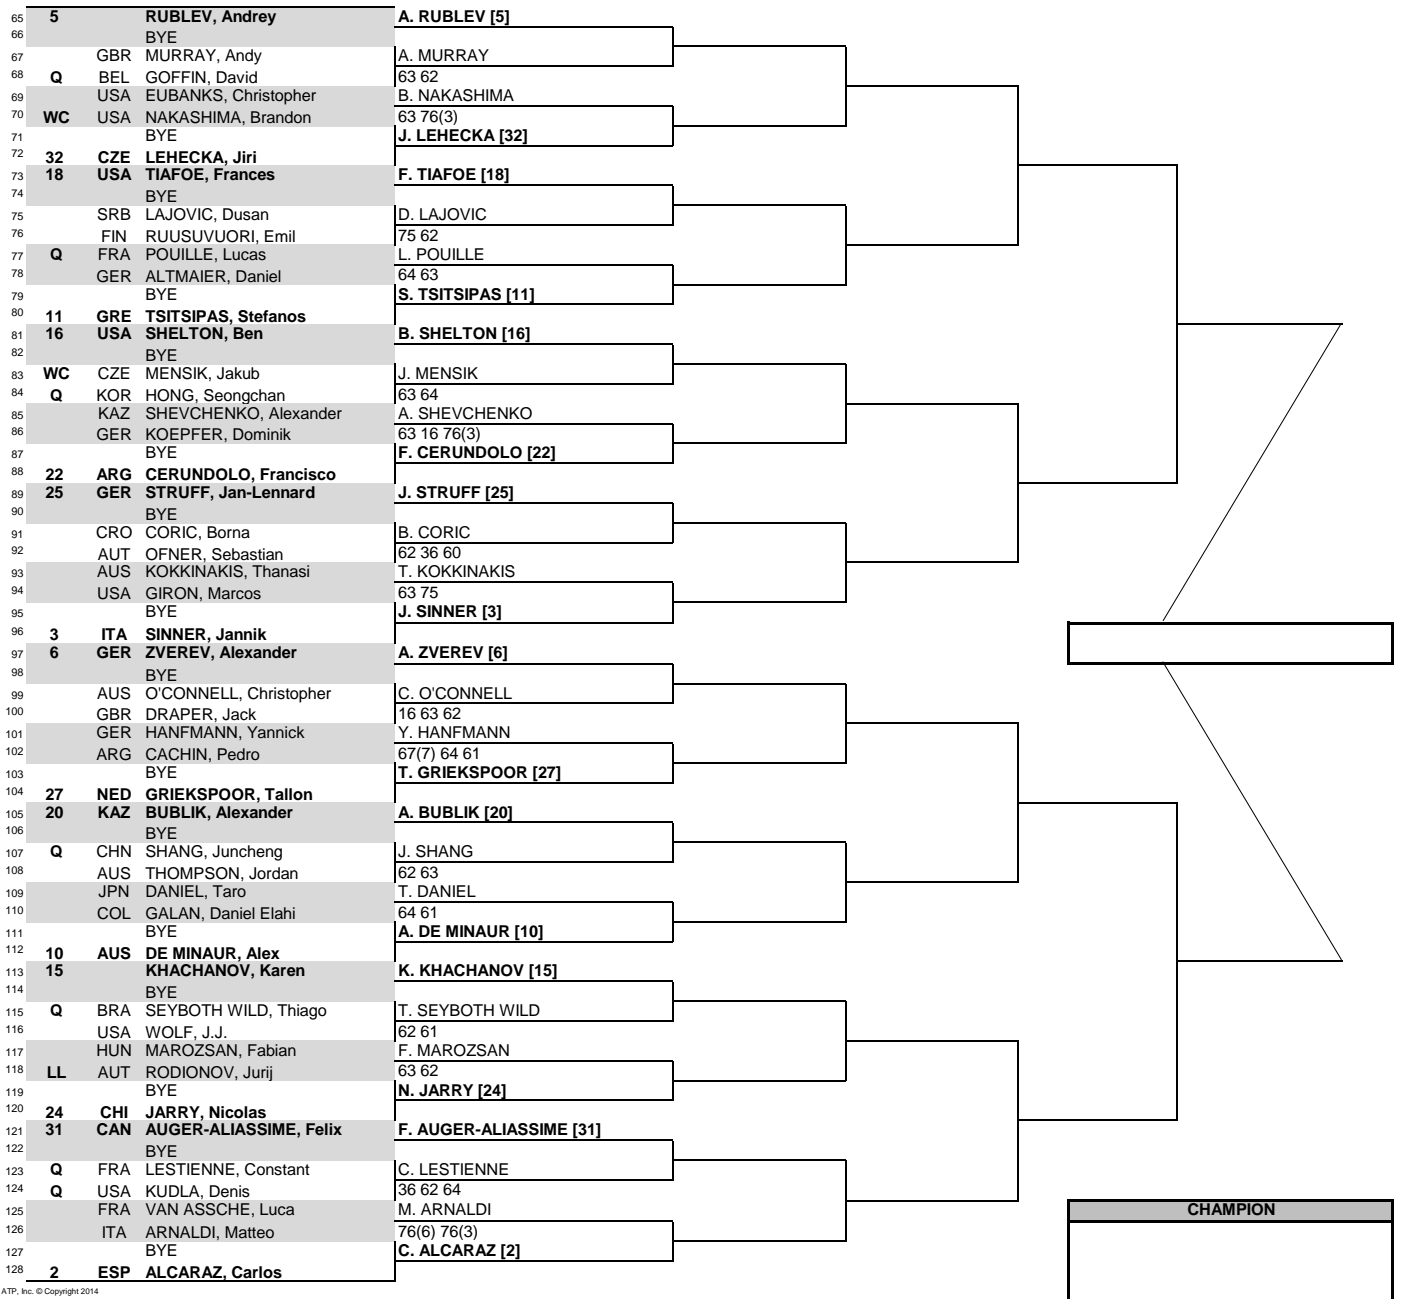 65 5 RUBLEV, Andrey A. RUBLEV [5]
66 BYE
67 GBR MURRAY, Andy A. MURRAY
68 Q BEL GOFFIN, David 63 62
69 USA EUBANKS, Christopher B. NAKASHIMA
70 WC USA NAKASHIMA, Brandon 63 76(3)
71 BYE J. LEHECKA [32]
72 32 CZE LEHECKA, Jiri
73 18 USA TIAFOE, Frances F. TIAFOE [18]
74 BYE
75 SRB LAJOVIC, Dusan D. LAJOVIC
76 FIN RUUSUVUORI, Emil 75 62
77 Q FRA POUILLE, Lucas L. POUILLE
78 GER ALTMAIER, Daniel 64 63
79 BYE S. TSITSIPAS [11]
80 11 GRE TSITSIPAS, Stefanos
81 16 USA SHELTON, Ben B. SHELTON [16]
82 BYE
83 WC CZE MENSIK, Jakub J. MENSIK
84 Q KOR HONG, Seongchan 63 64
85 KAZ SHEVCHENKO, Alexander A. SHEVCHENKO
86 GER KOEPFER, Dominik 63 16 76(3)
87 BYE F. CERUNDOLO [22]
88 22 ARG CERUNDOLO, Francisco
89 25 GER STRUFF, Jan-Lennard J. STRUFF [25]
90 BYE
91 CRO CORIC, Borna B. CORIC
92 AUT OFNER, Sebastian 62 36 60
93 AUS KOKKINAKIS, Thanasi T. KOKKINAKIS
94 USA GIRON, Marcos 63 75
95 BYE J. SINNER [3]
96 3 ITA SINNER, Jannik
97 6 GER ZVEREV, Alexander A. ZVEREV [6]
98 BYE
99 AUS O'CONNELL, Christopher C. O'CONNELL
100 GBR DRAPER, Jack 16 63 62
101 GER HANFMANN, Yannick Y. HANFMANN
102 ARG CACHIN, Pedro 67(7) 64 61
103 BYE T. GRIEKSPOOR [27]
104 27 NED GRIEKSPOOR, Tallon
105 20 KAZ BUBLIK, Alexander A. BUBLIK [20]
106 BYE
107 Q CHN SHANG, Juncheng J. SHANG
108 AUS THOMPSON, Jordan 62 63
109 JPN DANIEL, Taro T. DANIEL
110 COL GALAN, Daniel Elahi 64 61
111 BYE A. DE MINAUR [10]
112 10 AUS DE MINAUR, Alex
113 15 KHACHANOV, Karen K. KHACHANOV [15]
114 BYE
115 Q BRA SEYBOTH WILD, Thiago T. SEYBOTH WILD
116 USA WOLF, J.J. 62 61
117 HUN MAROZSAN, Fabian F. MAROZSAN
118 LL AUT RODIONOV, Jurij 63 62
119 BYE N. JARRY [24]
120 24 CHI JARRY, Nicolas
121 31 CAN AUGER-ALIASSIME, Felix F. AUGER-ALIASSIME [31]
122 BYE
123 Q FRA LESTIENNE, Constant C. LESTIENNE
124 Q USA KUDLA, Denis 36 62 64
125 FRA VAN ASSCHE, Luca M. ARNALDI CHAMPION
126 ITA ARNALDI, Matteo 76(6) 76(3)
127 BYE C. ALCARAZ [2]
128 2 ESP ALCARAZ, Carlos
ATP, Inc. © Copyright 2014